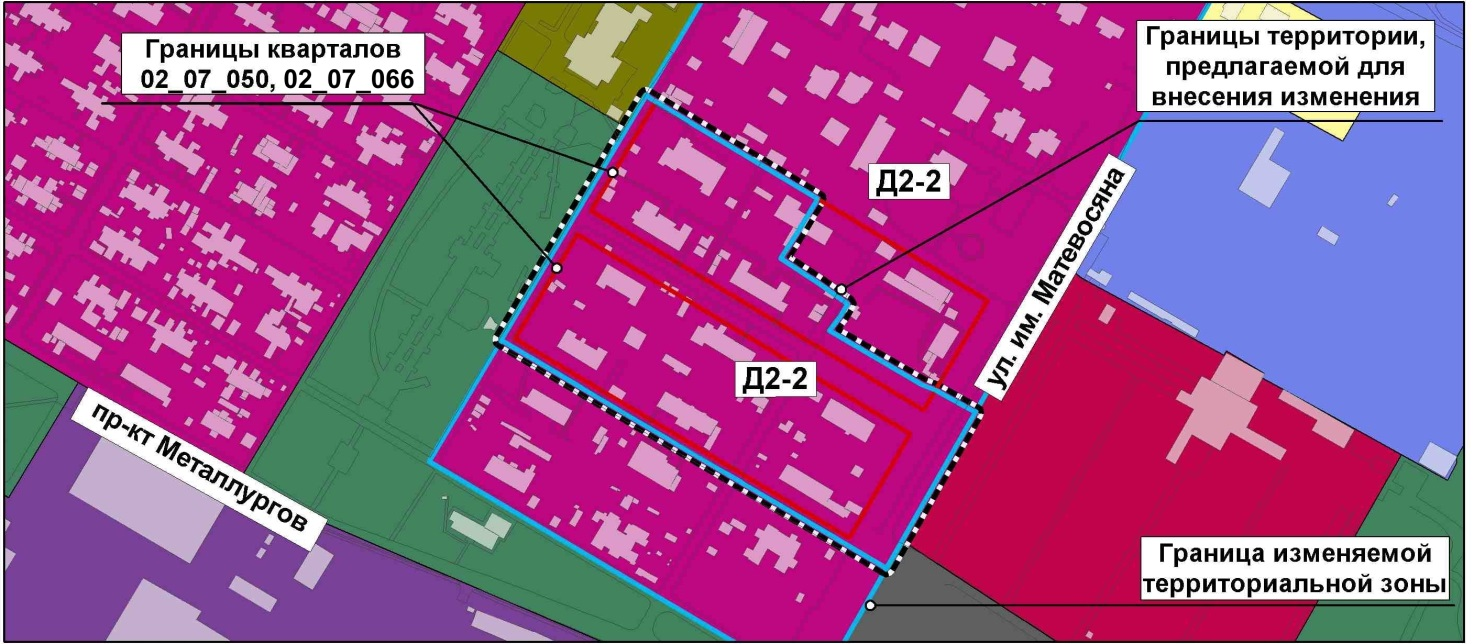 Границы кварталов
02_07_050, 02_07_066
Границы территории,
предлагаемой для
внесения изменения
Д2-2
ул. им. Матевосяна
Д2-2
пр-кт Металлургов
Граница изменяемой
территориальной зоны